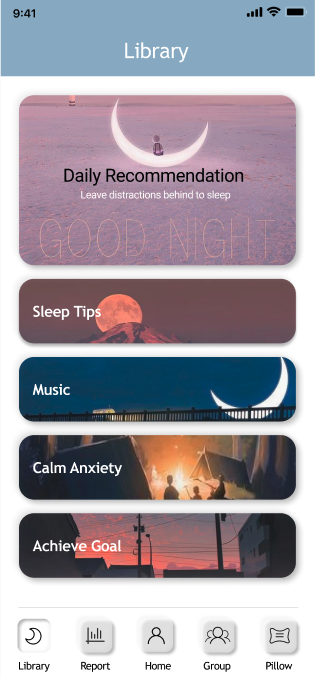 9:41
Library
Daily Recommendation
Leave distractions behind to sleep
GOOD NIGHT
Sleep Tips
Music
Calm Anxiety
Achieve Goal
Library Report Home Group Pillow